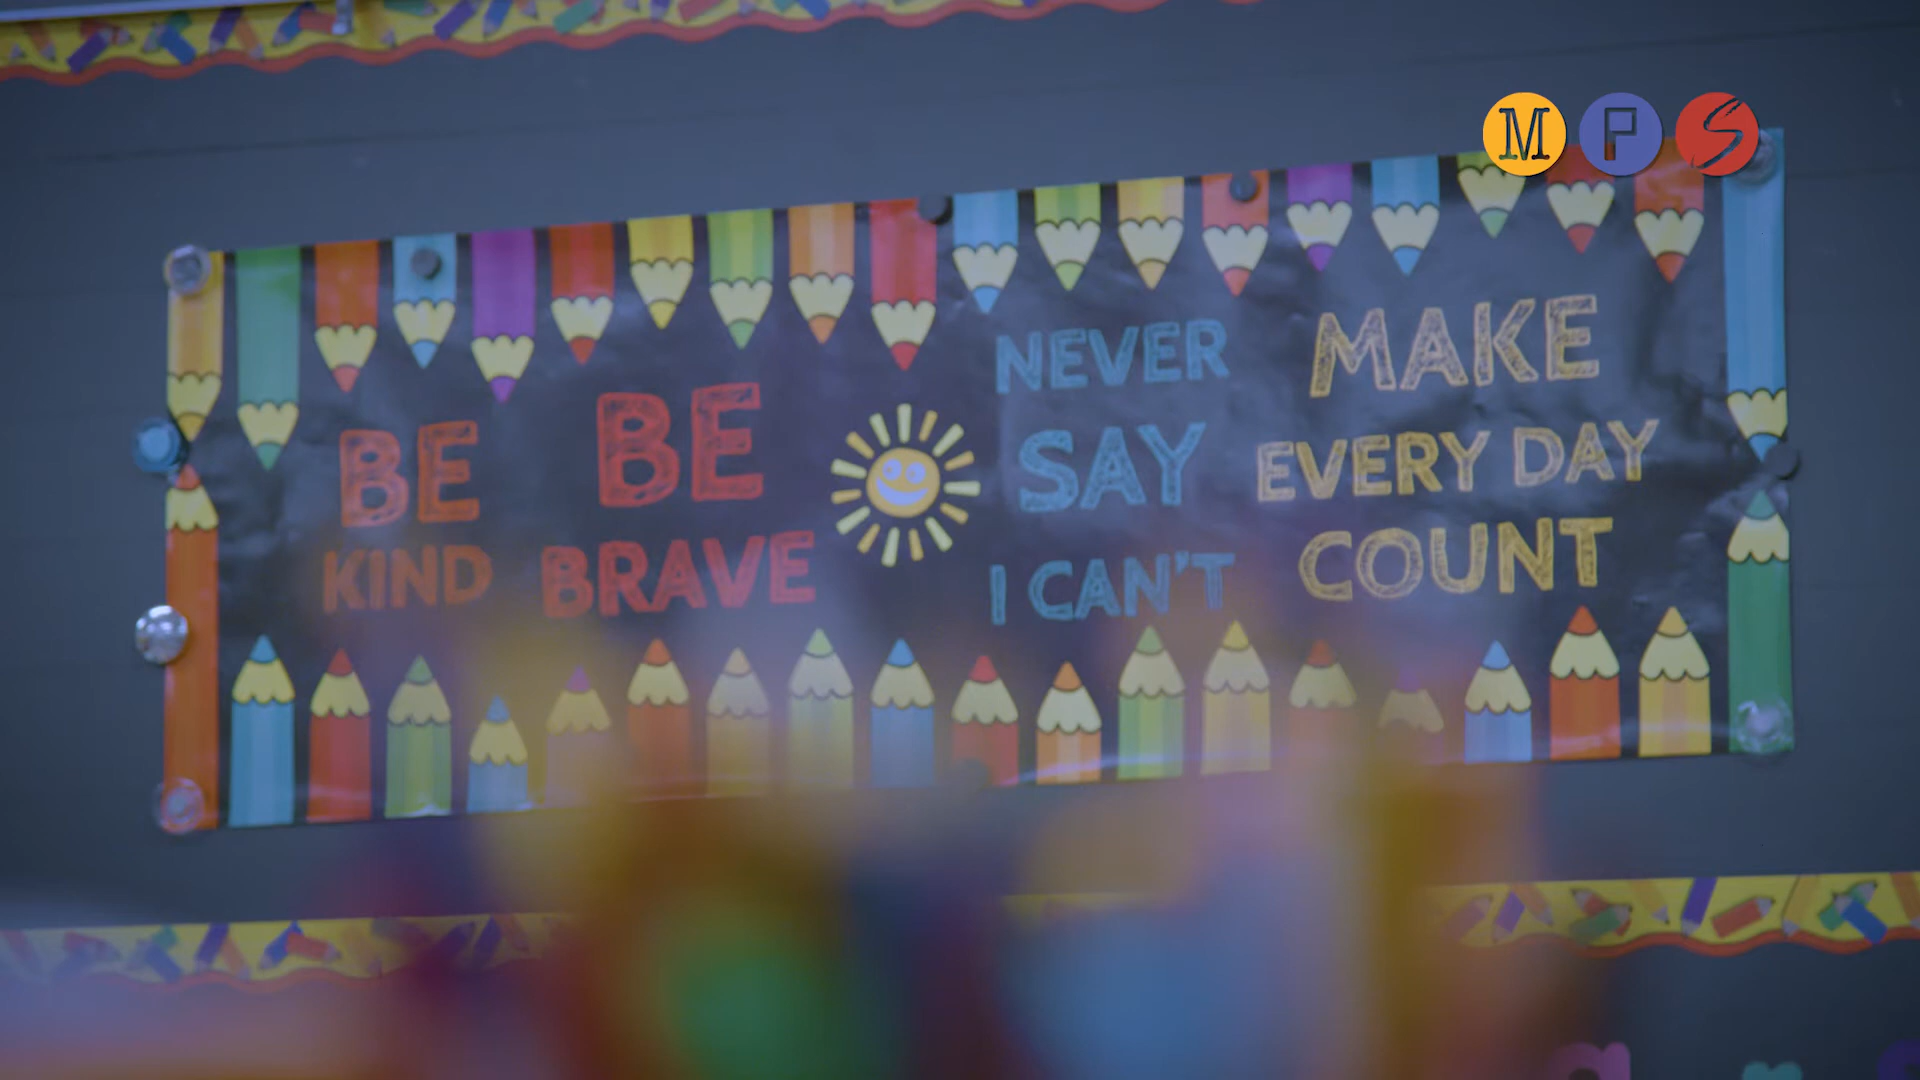 M P S
BE
KIND
BE
BRAVE
NEVER
SAY
I CAN'T
MAKE
EVERY DAY
COUNT